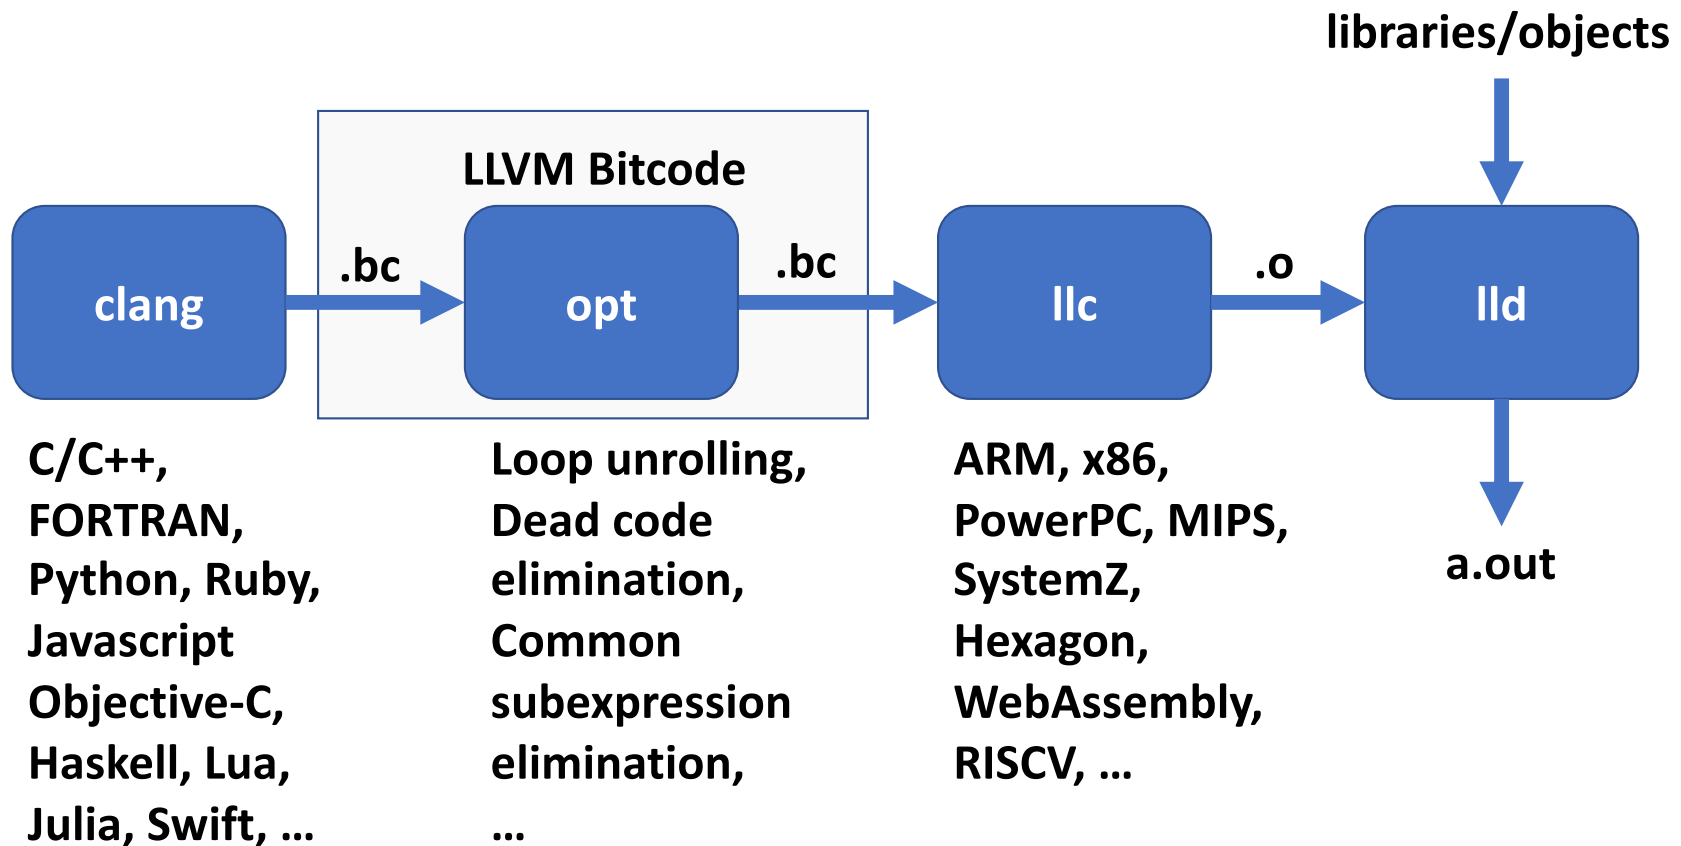 libraries/objects
LLVM Bitcode
clang
.bc
opt
.bc
llc
.o
lld
C/C++,
FORTRAN,
Python, Ruby,
Javascript
Objective-C,
Haskell, Lua,
Julia, Swift, ...
Loop unrolling,
Dead code
elimination,
Common
subexpression
elimination,
...
ARM, x86,
PowerPC, MIPS,
SystemZ,
Hexagon,
WebAssembly,
RISCV, ...
a.out